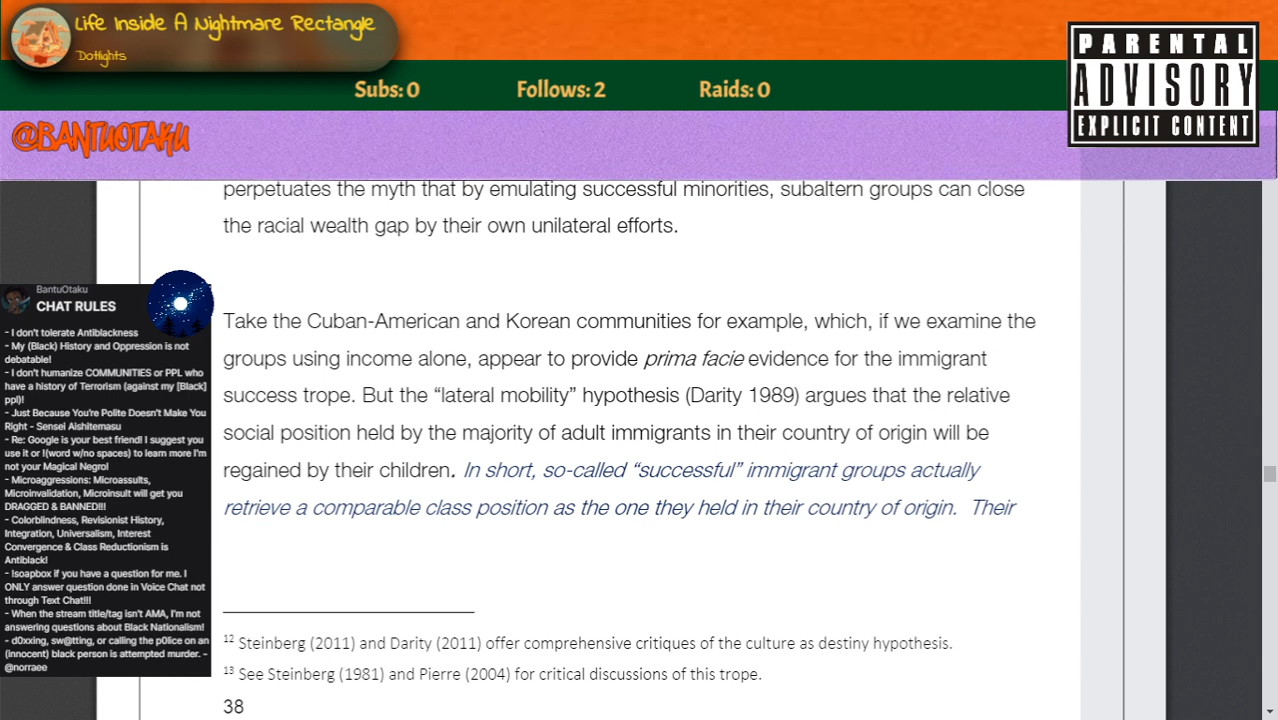 Life Inside A Nightmare Rectangle
Dotlights
PARENTAL
ADVISORY
EXPLICIT CONTENT
Subs: 0 Follows: 2 Raids: 0
@BANTUOTAKU
perpetuates the myth that by emulating successful minorities, subaltern groups can close
the racial wealth gap by their own unilateral efforts.
BantuOtaku
CHAT RULES
- I don't tolerate Antiblackness
- My (Black) History and Oppression is not
debatable!
- I don't humanize COMMUNITIES or PPL who
have a history of Terrorism (against my [Black]
ppl)!
- Just Because You're Polite Doesn't Make You
Right - Sensei Aishitemasu
- Re: Google is your best friend! I suggest you
use it or !(word w/no spaces) to learn more I'm
not your Magical Negro!
- Microaggressions: Microassults,
Microinvalidation, Microinsult will get you
DRAGGED & BANNED!!!
- Colorblindness, Revisionist History,
Integration, Universalism, Interest
Convergence & Class Reductionism is
Antiblack!
- !soapbox if you have a question for me. I
ONLY answer question done in Voice Chat not
through Text Chat!!!
- When the stream title/tag isn't AMA, I'm not
answering questions about Black Nationalism!
- d0xxing, sw@tting, or calling the p0lice on an
(innocent) black person is attempted murder. -
@norraee
Take the Cuban-American and Korean communities for example, which, if we examine the
groups using income alone, appear to provide prima facie evidence for the immigrant
success trope. But the “lateral mobility” hypothesis (Darity 1989) argues that the relative
social position held by the majority of adult immigrants in their country of origin will be
regained by their children. In short, so-called “successful” immigrant groups actually
retrieve a comparable class position as the one they held in their country of origin. Their
12 Steinberg (2011) and Darity (2011) offer comprehensive critiques of the culture as destiny hypothesis.
13 See Steinberg (1981) and Pierre (2004) for critical discussions of this trope.
38